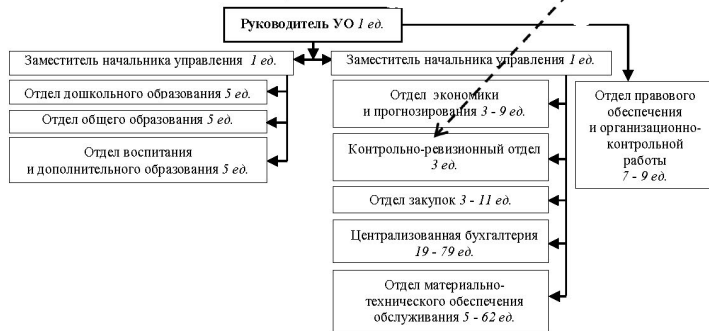 Руководитель УО 1 ед.
Заместитель начальника управления 1 ед.
Отдел дошкольного образования 5 ед.
Отдел общего образования 5 ед.
Отдел воспитания
и дополнительного образования 5 ед.
Заместитель начальника управления 1 ед.
Отдел экономики
и прогнозирования 3 - 9 ед.
Контрольно-ревизионный отдел
3 ед.
Отдел закупок 3 - 11 ед.
Централизованная бухгалтерия
19 - 79 ед.
Отдел материально-
технического обеспечения
обслуживания 5 - 62 ед.
Отдел правового
обеспечения
и организационно-
контрольной
работы
7 - 9 ед.